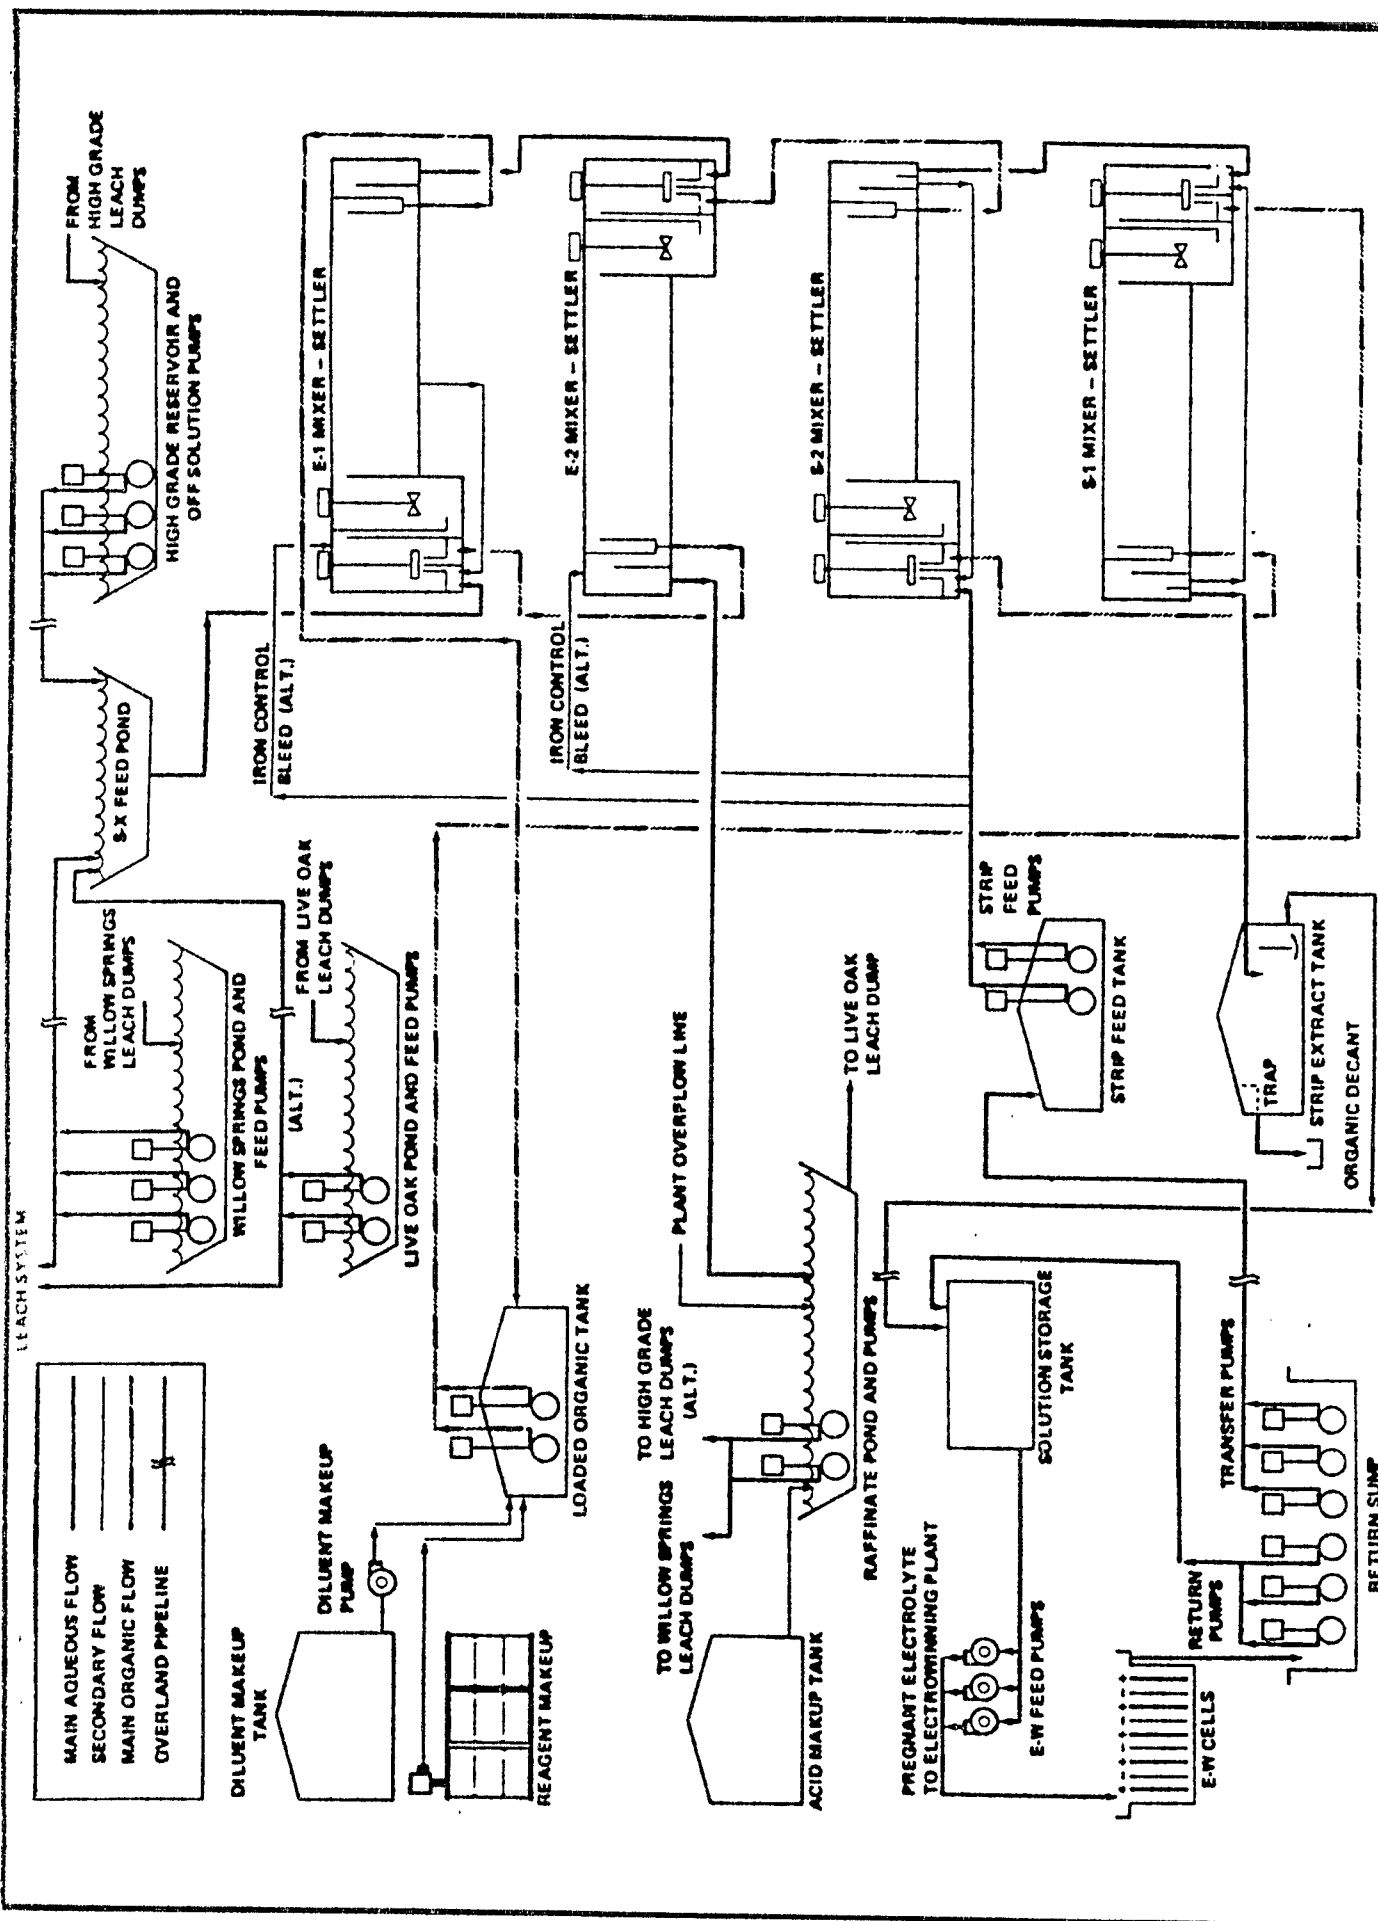 LEACH SYSTEM
MAIN AQUEOUS FLOW
SECONDARY FLOW
MAIN ORGANIC FLOW
OVERLAND PIPELINE
FROM
WILLOW SPRINGS
LEACH DUMPS
WILLOW SPRINGS POND AND
FEED PUMPS
(ALT.)
FROM LIVE OAK
LEACH DUMPS
LIVE OAK POND AND FEED PUMPS
S-X FEED POND
FROM
HIGH GRADE
LEACH
DUMPS
HIGH GRADE RESERVOIR AND
OFF SOLUTION PUMPS
IRON CONTROL
BLEED (ALT.)
E-1 MIXER – SETTLER
DILUENT MAKEUP
TANK
DILUENT MAKEUP
PUMP
REAGENT MAKEUP
LOADED ORGANIC TANK
IRON CONTROL
BLEED (ALT.)
E-2 MIXER – SETTLER
TO WILLOW SPRINGS
LEACH DUMPS
TO HIGH GRADE
LEACH DUMPS
(ALT.)
PLANT OVERFLOW LINE
TO LIVE OAK
LEACH DUMP
ACID MAKUP TANK
RAFFINATE POND AND PUMPS
S-2 MIXER – SETTLER
STRIP
FEED
PUMPS
STRIP FEED TANK
PREGNANT ELECTROLYTE
TO ELECTROWINNING PLANT
E-W FEED PUMPS
SOLUTION STORAGE
TANK
S-1 MIXER – SETTLER
E-W CELLS
RETURN
PUMPS
TRANSFER PUMPS
RETURN SUMP
TRAP
STRIP EXTRACT TANK
ORGANIC DECANT